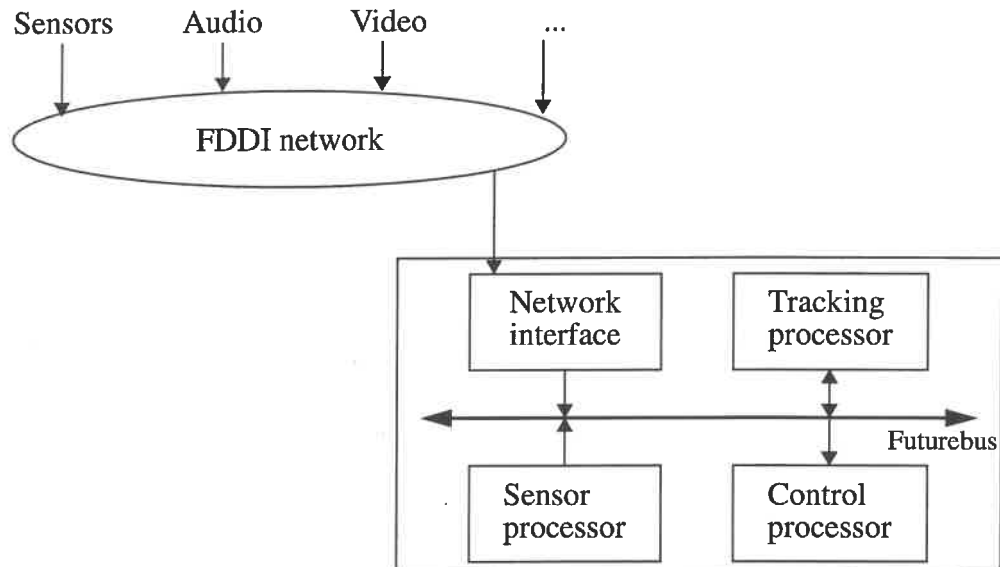 Sensors Audio Video ...
FDDI network
Network
interface
Tracking
processor
Futurebus
Sensor
processor
Control
processor